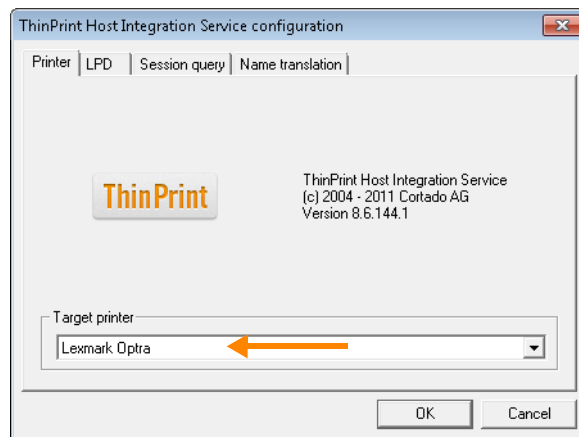 ThinPrint Host Integration Service configuration
Printer LPD Session query Name translation
ThinPrint
ThinPrint Host Integration Service
(c) 2004 - 2011 Cortado AG
Version 8.6.144.1
Target printer
Lexmark Optra
OK Cancel